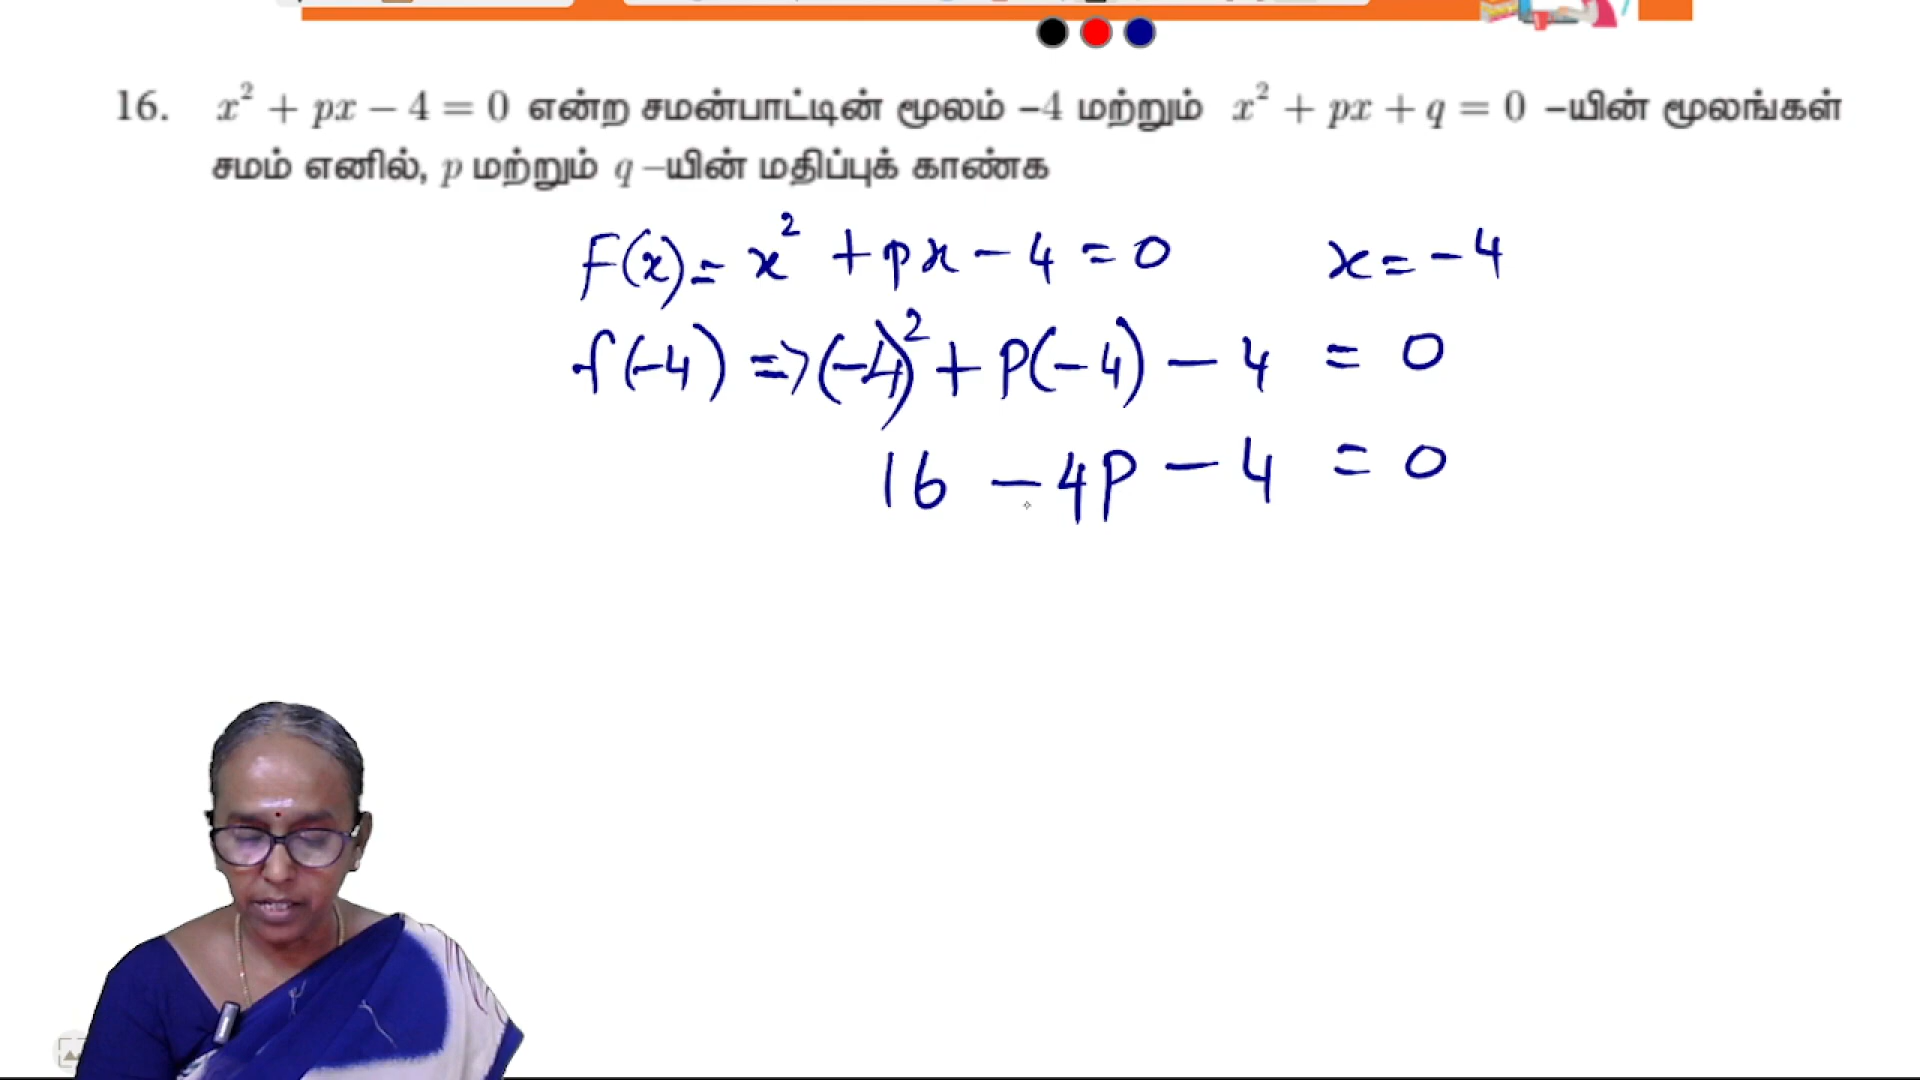 16. x² + px – 4 = 0 என்ற சமன்பாட்டின் மூலம் –4 மற்றும் x² + px + q = 0 –யின் மூலங்கள்
சமம் எனில், p மற்றும் q –யின் மதிப்புக் காண்க
F(x) = x² + px – 4 = 0 x = –4
f(–4) => (–4)² + P(–4) – 4 = 0
16 – 4P – 4 = 0